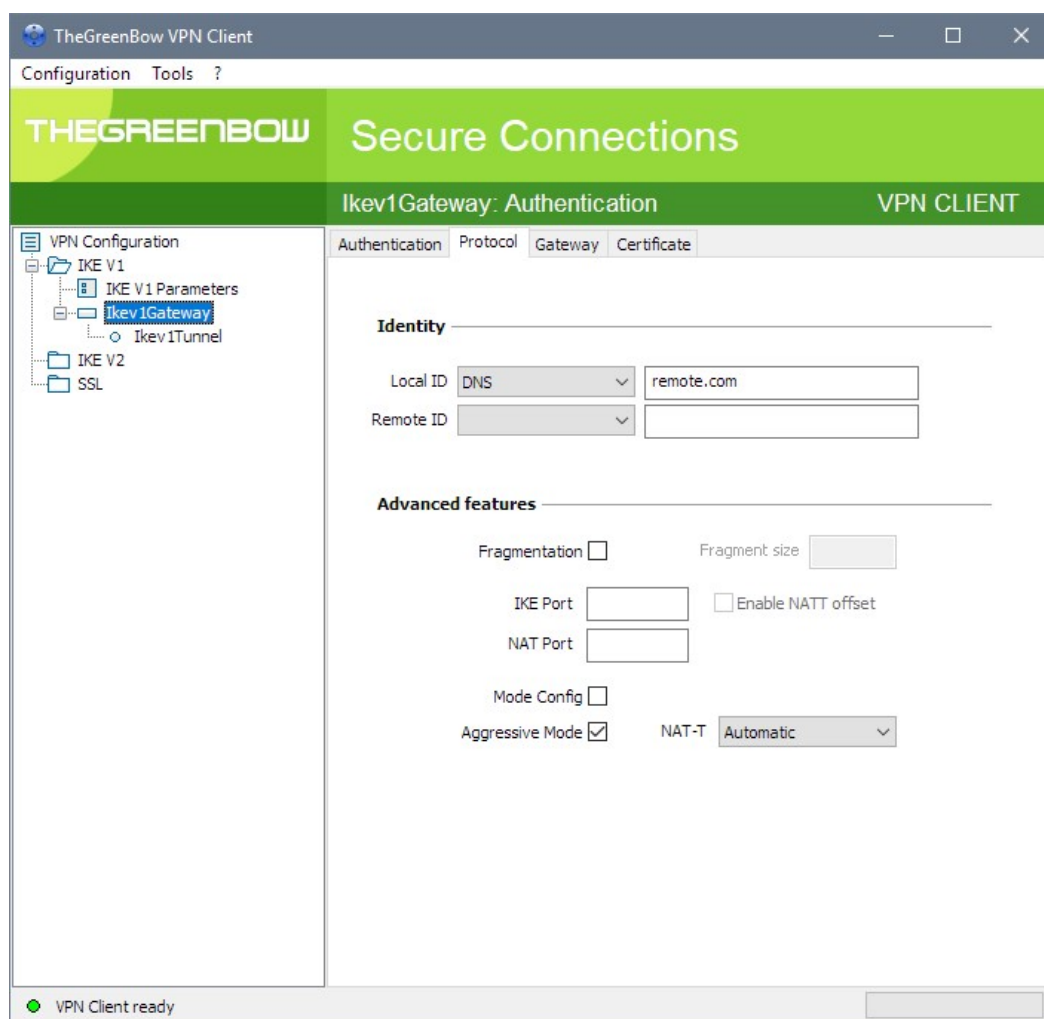 TheGreenBow VPN Client
Configuration Tools ?
THEGREENBOW
Secure Connections
Ikev1Gateway: Authentication
VPN CLIENT
VPN Configuration
IKE V1
IKE V1 Parameters
Ikev1Gateway
Ikev1Tunnel
IKE V2
SSL
Authentication Protocol Gateway Certificate
Identity
Local ID DNS remote.com
Remote ID
Advanced features
Fragmentation Fragment size
IKE Port Enable NATT offset
NAT Port
Mode Config
Aggressive Mode NAT-T Automatic
VPN Client ready